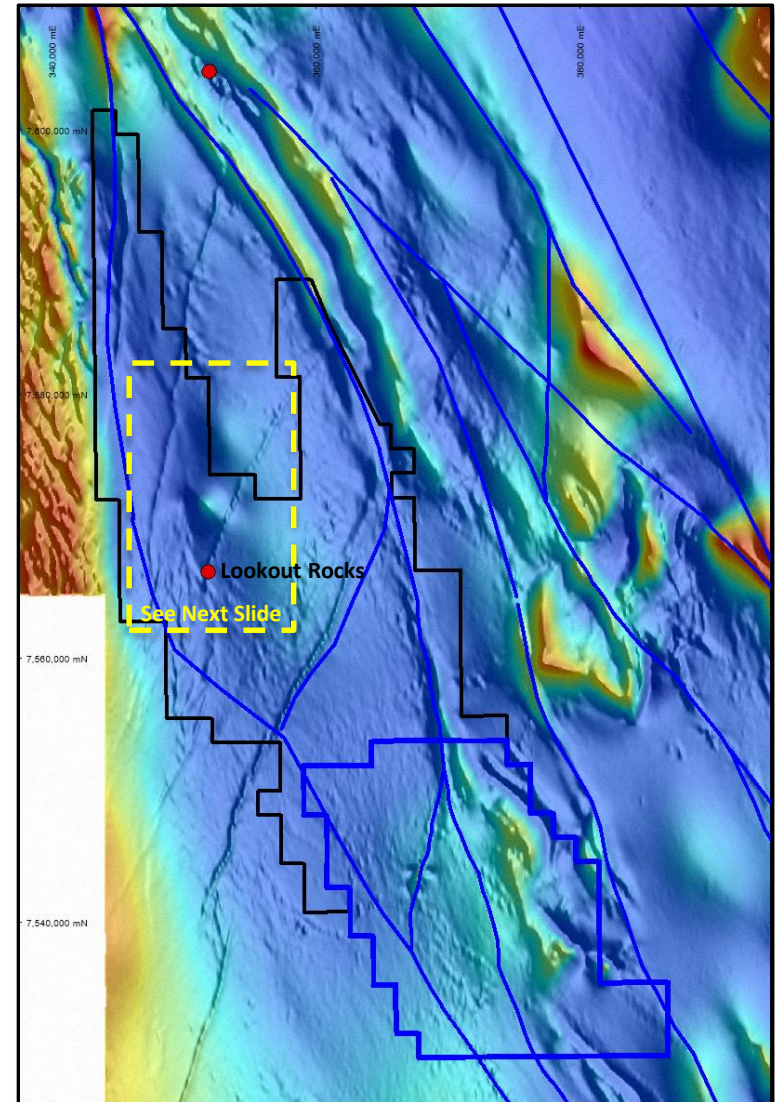 340,000 mE
360,000 mE
380,000 mE
7,600,000 mN
7,580,000 mN
Lookout Rocks
See Next Slide
7,560,000 mN
7,540,000 mN